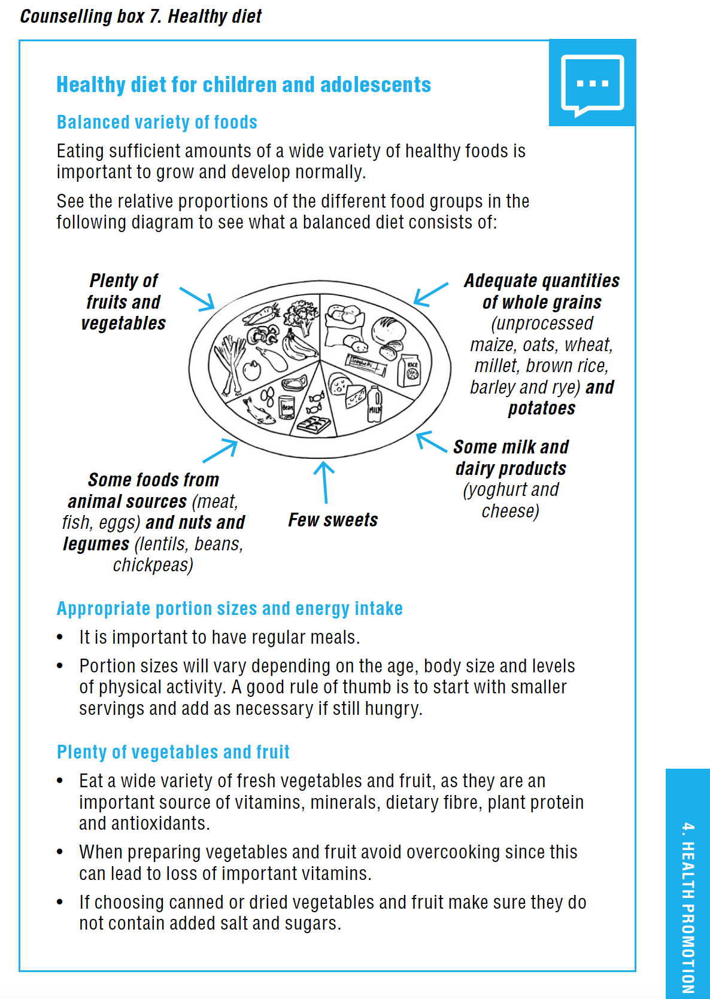 Counselling box 7. Healthy diet
Healthy diet for children and adolescents
Balanced variety of foods
Eating sufficient amounts of a wide variety of healthy foods is
important to grow and develop normally.
See the relative proportions of the different food groups in the
following diagram to see what a balanced diet consists of:
Plenty of
fruits and
vegetables
Adequate quantities
of whole grains
(unprocessed
maize, oats, wheat,
millet, brown rice,
barley and rye) and
potatoes
Spaghetti
RICE
Bean
MILK
Some milk and
dairy products
(yoghurt and
cheese)
Some foods from
animal sources (meat,
fish, eggs) and nuts and
legumes (lentils, beans,
chickpeas)
Few sweets
Appropriate portion sizes and energy intake
• It is important to have regular meals.
• Portion sizes will vary depending on the age, body size and levels
of physical activity. A good rule of thumb is to start with smaller
servings and add as necessary if still hungry.
Plenty of vegetables and fruit
• Eat a wide variety of fresh vegetables and fruit, as they are an
important source of vitamins, minerals, dietary fibre, plant protein
and antioxidants.
• When preparing vegetables and fruit avoid overcooking since this
can lead to loss of important vitamins.
• If choosing canned or dried vegetables and fruit make sure they do
not contain added salt and sugars.
4. HEALTH PROMOTION